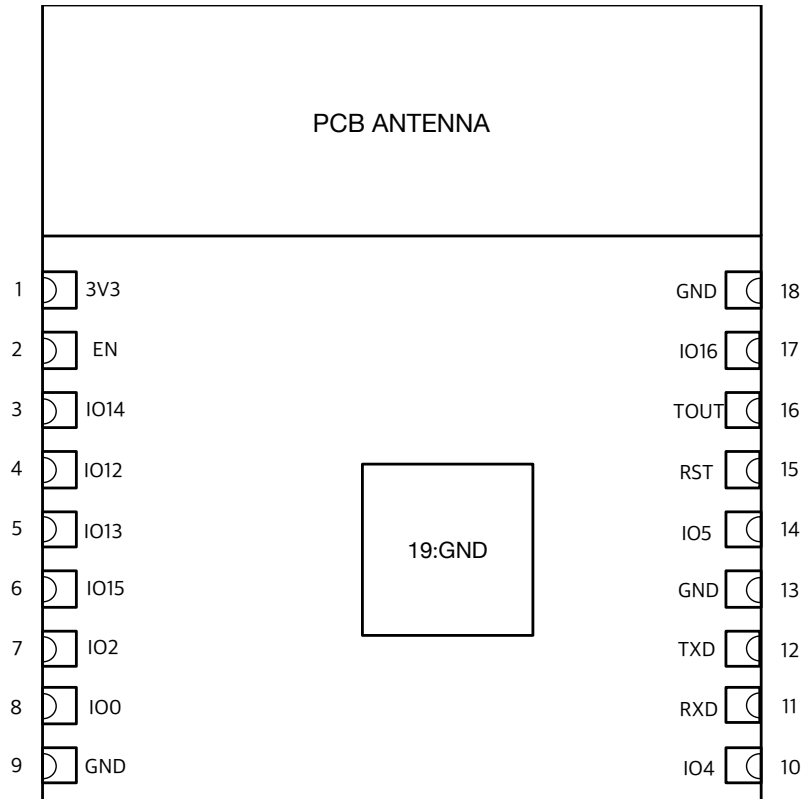 PCB ANTENNA
1 3V3 GND 18
2 EN IO16 17
3 IO14 TOUT 16
4 IO12 RST 15
5 IO13 IO5 14
6 IO15 GND 13
7 IO2 TXD 12
8 IO0 RXD 11
9 GND IO4 10
19:GND